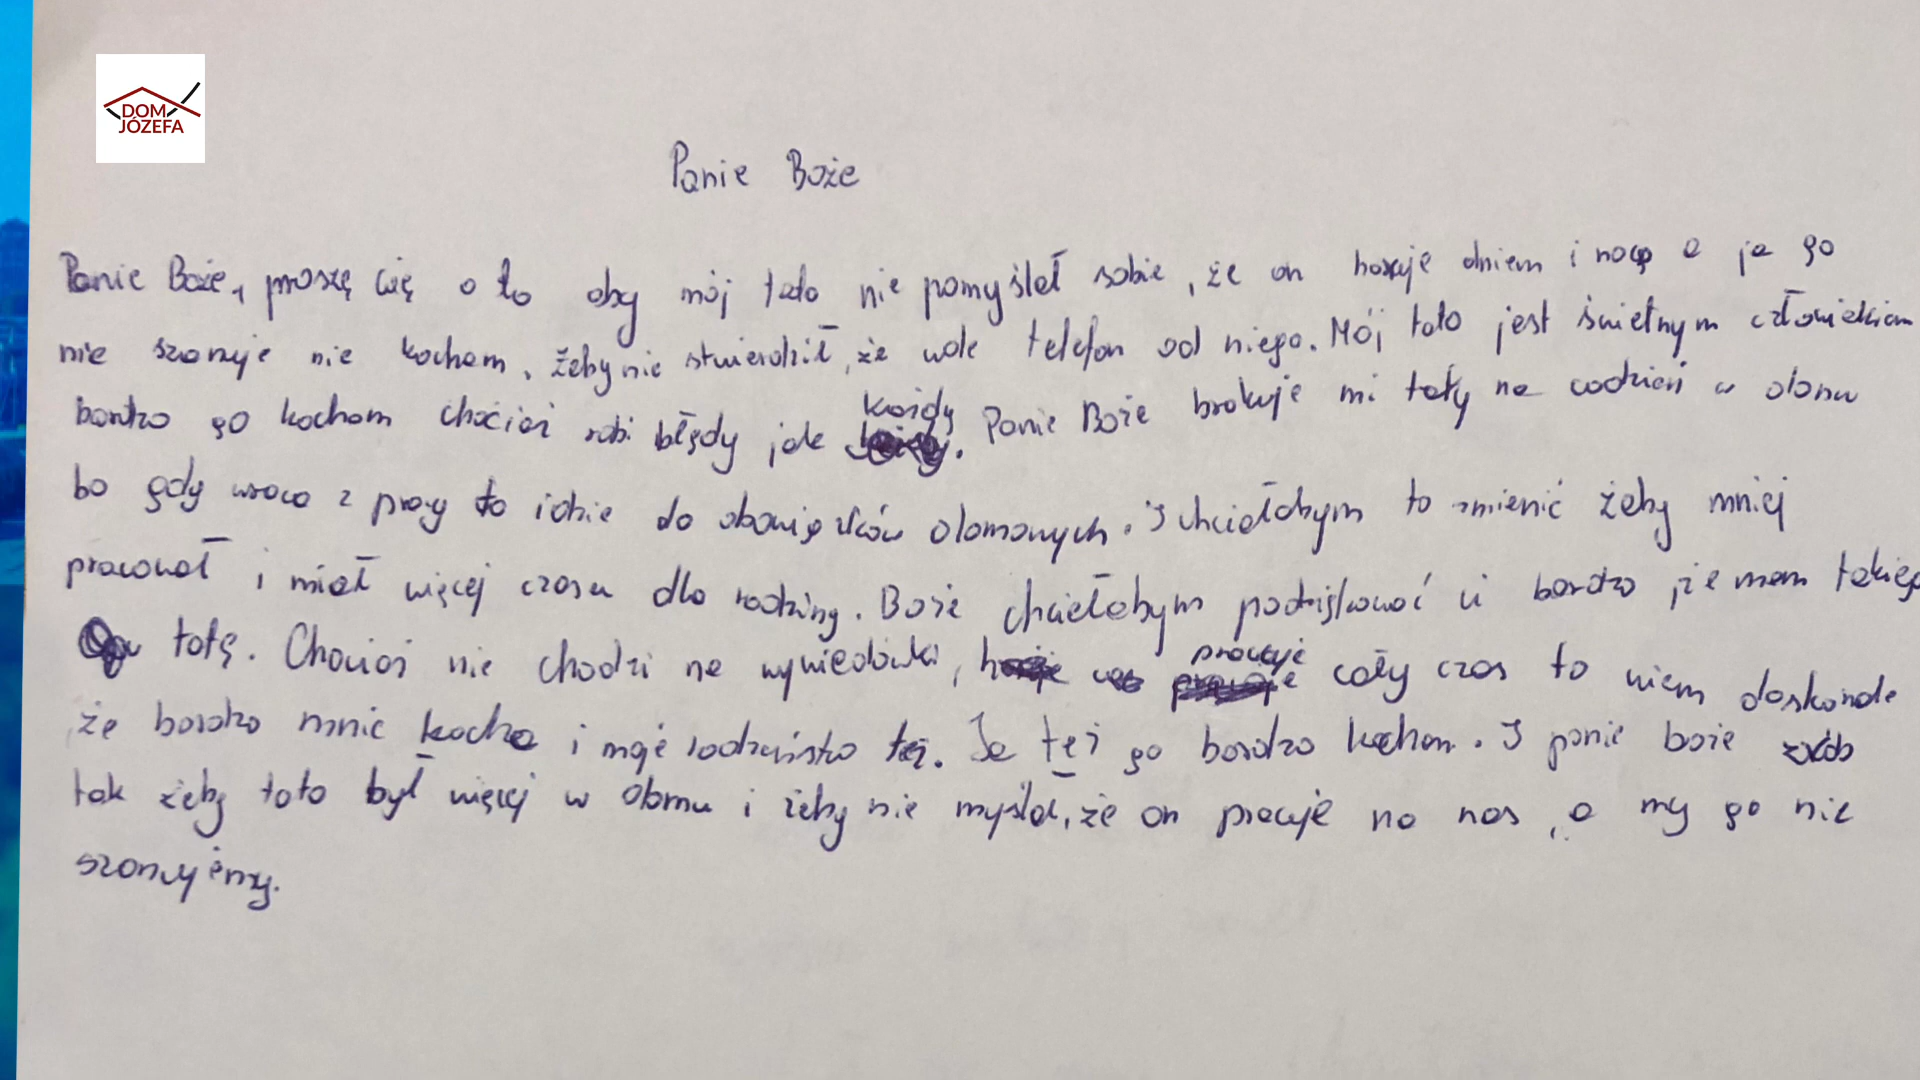 DOM
JÓZEFA
Panie Boże
Panie Boże, proszę cię o to aby mój tato nie pomyślał sobie, że on haruje dniem i nocą a ja go
nie szanuje nie kocham, żeby nie stwierdził, że wole telefon od niego. Mój tato jest świetnym człowiekiem
bardzo go kocham chociaż robi błędy jak każdy. Panie Boże brakuje mi taty na codzień w domu
bo gdy wraca z pracy to idzie do obowiązków domowych. I chciałabym to zmienić żeby mniej
pracował i miał więcej czasu dla rodziny. Boże chciałabym podziękować ci bardzo że mam takiego
tatę. Chociaż nie chodzi na wywiadówki, pracuje cały czas to wiem doskonale
że bardzo mnie kocha i moje rodzeństwo też. Ja też go bardzo kocham. I panie boże zrób
tak żeby tato był więcej w domu i żeby nie myślał, że on pracuje na nas, a my go nie
szanujemy.